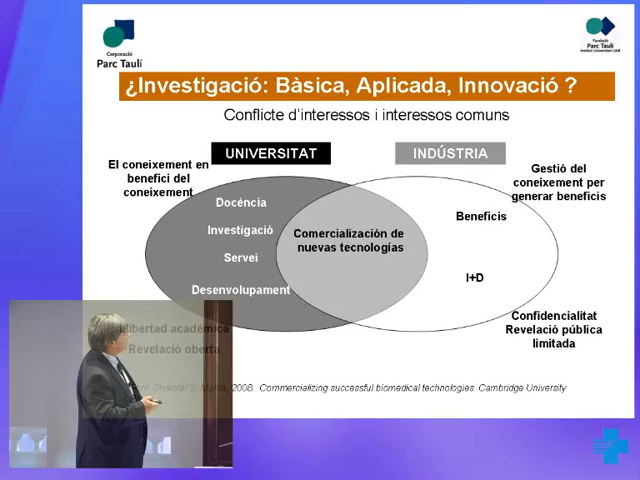 Corporació
Parc Taulí
Fundació
Parc Taulí
Institut Universitari UAB
¿Investigació: Bàsica, Aplicada, Innovació ?
Conflicte d'interessos i interessos comuns
UNIVERSITAT
INDÚSTRIA
El coneixement en
benefici del
coneixement
Gestió del
coneixement per
generar beneficis
Docéncia
Investigació
Servei
Desenvolupament
Comercialización de
nuevas tecnologías
Beneficis
I+D
Llibertad acadèmica
Revelació oberta
Confidencialitat
Revelació pública
limitada
2008. Commercializing successful biomedical technologies. Cambridge University